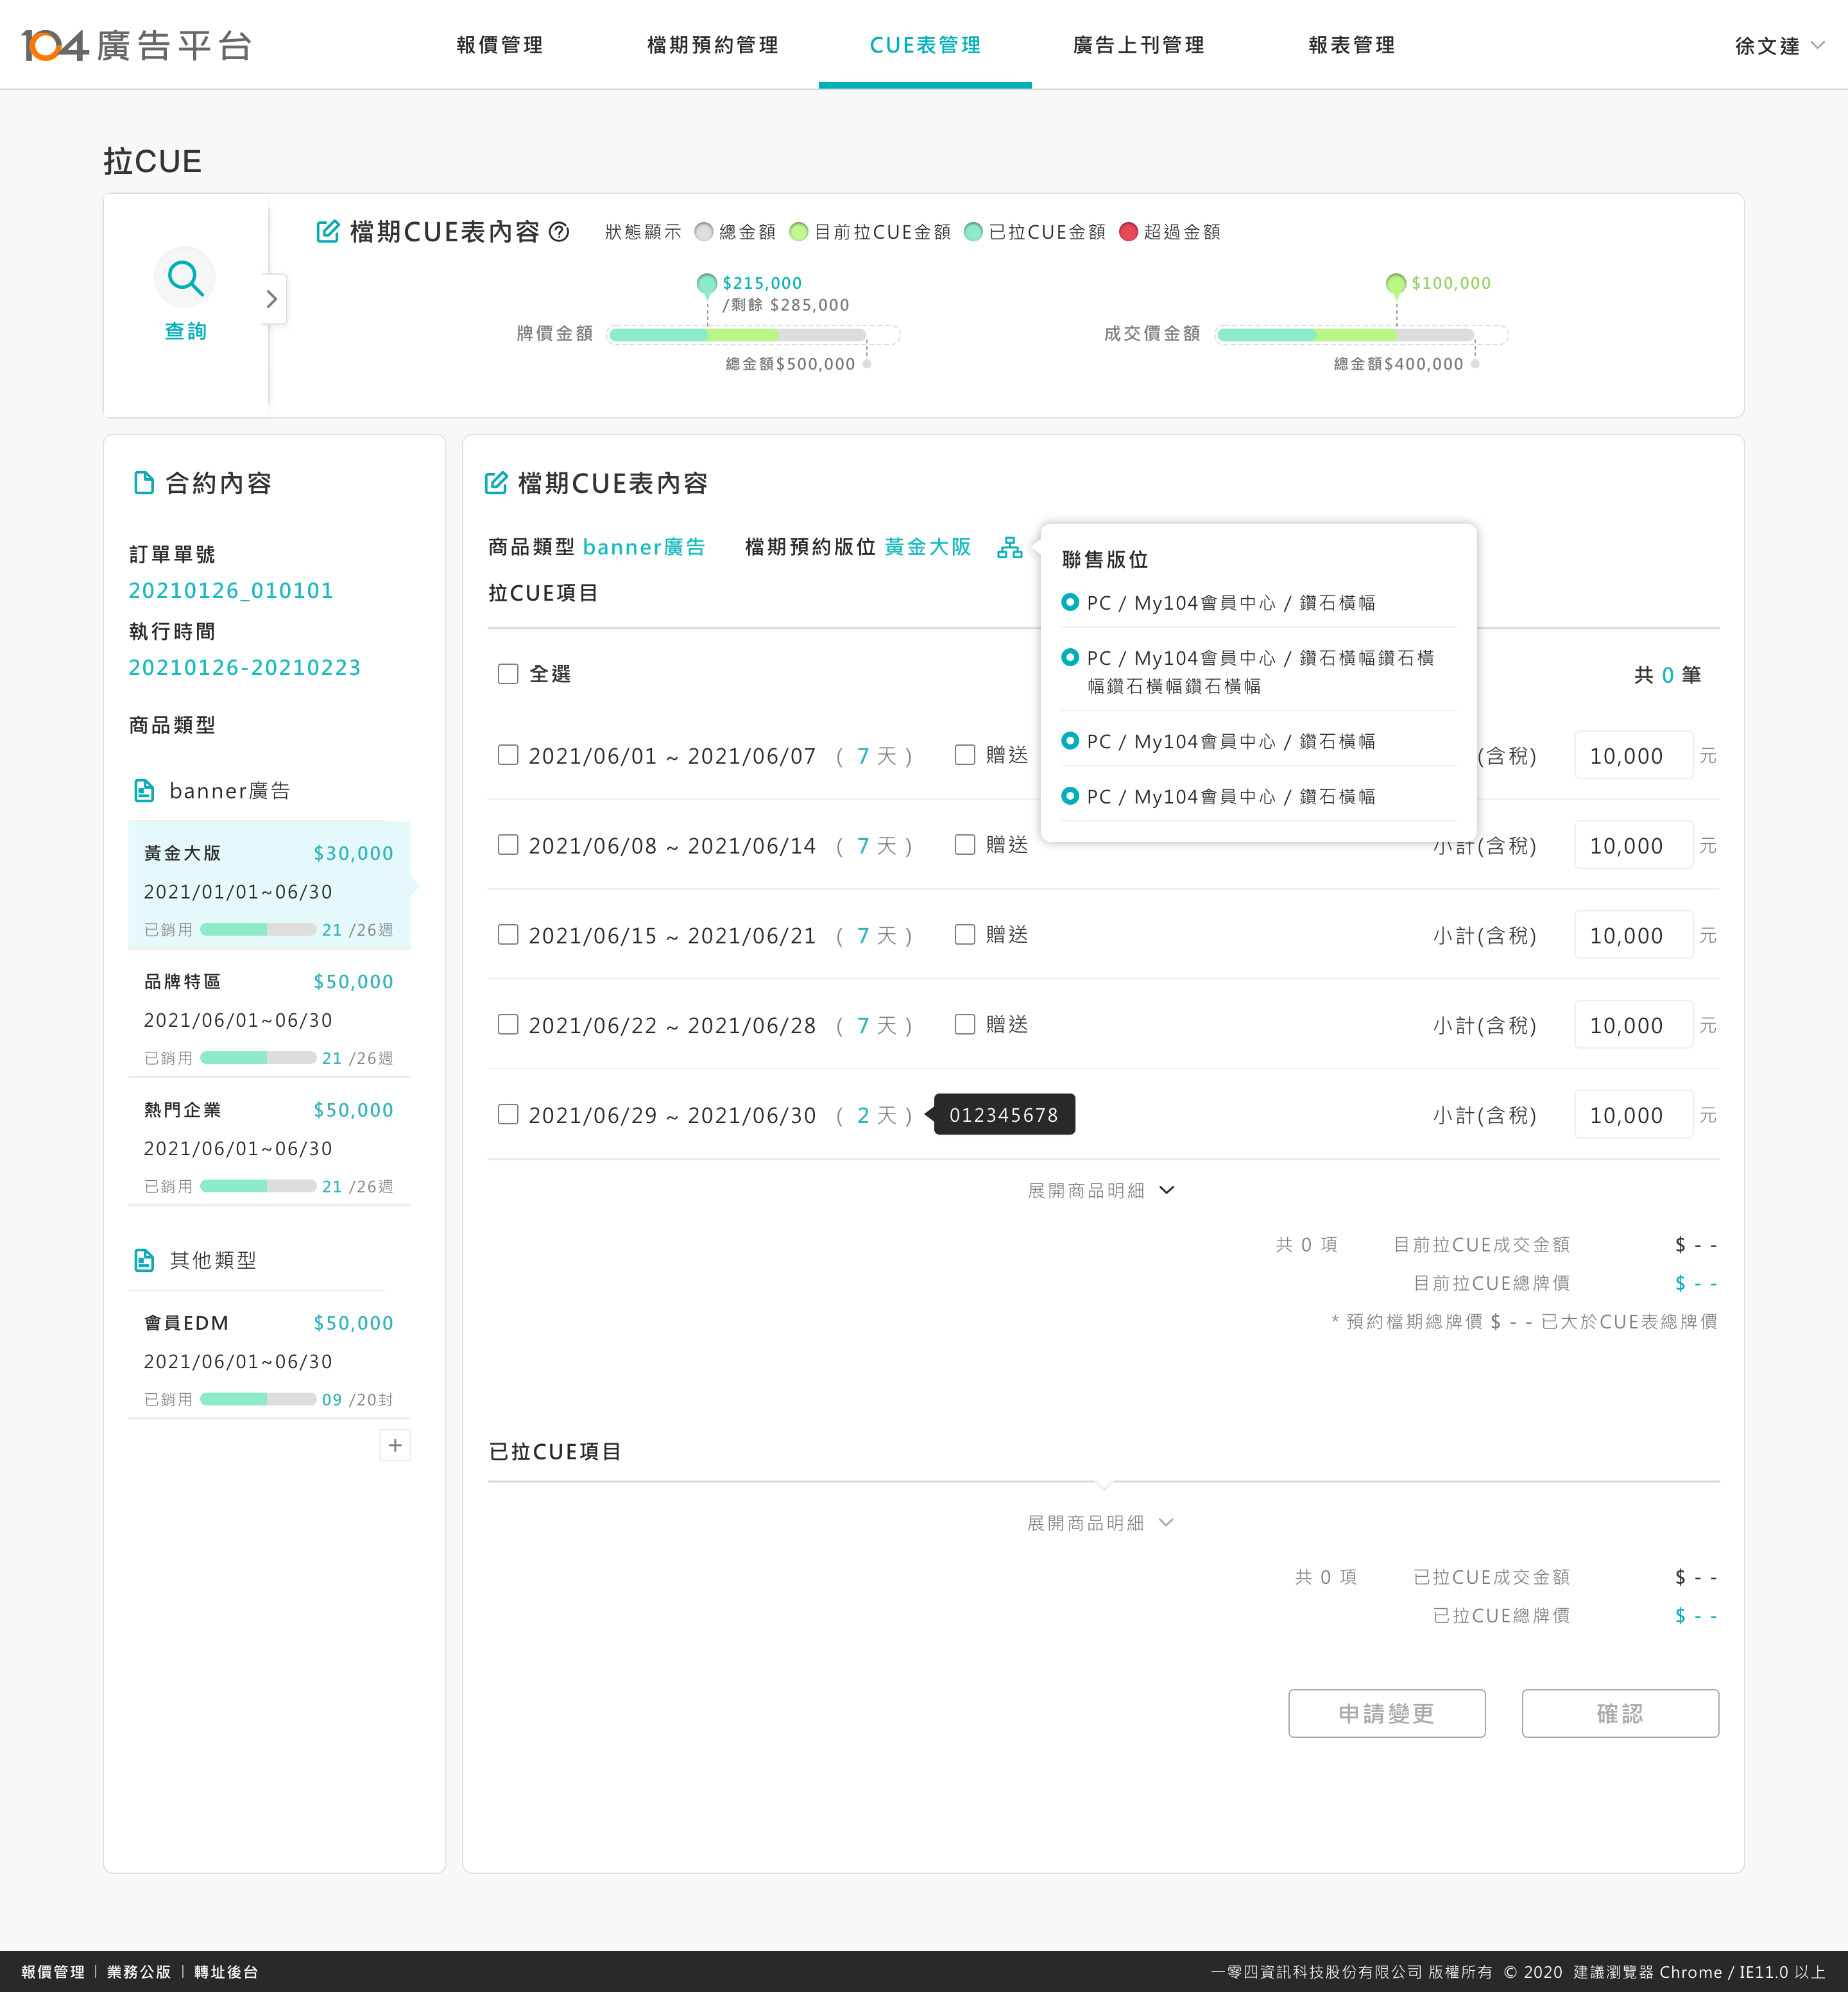 104廣告平台
報價管理
檔期預約管理
CUE表管理
廣告上刊管理
報表管理
徐文達
拉CUE
查詢
檔期CUE表內容
狀態顯示 總金額 目前拉CUE金額 已拉CUE金額 超過金額
牌價金額
$215,000
/剩餘 $285,000
總金額$500,000
成交價金額
$100,000
總金額$400,000
合約內容
訂單單號
20210126_010101
執行時間
20210126-20210223
商品類型
banner廣告
黃金大版 $30,000
2021/01/01~06/30
已銷用 21 /26週
品牌特區 $50,000
2021/06/01~06/30
已銷用 21 /26週
熱門企業 $50,000
2021/06/01~06/30
已銷用 21 /26週
其他類型
會員EDM $50,000
2021/06/01~06/30
已銷用 09 /20封
+
檔期CUE表內容
商品類型 banner廣告 檔期預約版位 黃金大阪
聯售版位
PC / My104會員中心 / 鑽石橫幅
PC / My104會員中心 / 鑽石橫幅鑽石橫
幅鑽石橫幅鑽石橫幅
PC / My104會員中心 / 鑽石橫幅
PC / My104會員中心 / 鑽石橫幅
拉CUE項目
全選 共 0 筆
2021/06/01 ~ 2021/06/07 ( 7 天 ) 贈送 (含稅) 10,000 元
2021/06/08 ~ 2021/06/14 ( 7 天 ) 贈送 小計(含稅) 10,000 元
2021/06/15 ~ 2021/06/21 ( 7 天 ) 贈送 小計(含稅) 10,000 元
2021/06/22 ~ 2021/06/28 ( 7 天 ) 贈送 小計(含稅) 10,000 元
2021/06/29 ~ 2021/06/30 ( 2 天 ) 012345678 小計(含稅) 10,000 元
展開商品明細
共 0 項 目前拉CUE成交金額 $ - -
目前拉CUE總牌價 $ - -
* 預約檔期總牌價 $ - - 已大於CUE表總牌價
已拉CUE項目
展開商品明細
共 0 項 已拉CUE成交金額 $ - -
已拉CUE總牌價 $ - -
申請變更
確認
報價管理 | 業務公版 | 轉址後台
一零四資訊科技股份有限公司 版權所有 © 2020 建議瀏覽器 Chrome / IE11.0 以上